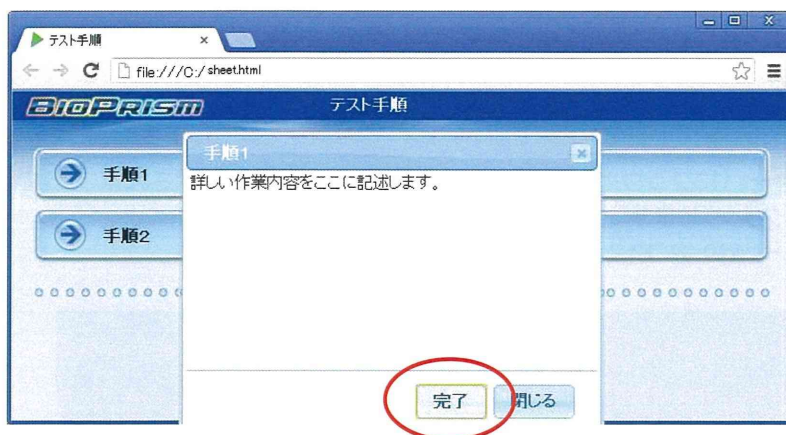 テスト手順
file:///C:/sheet.html
BIOPRISM
テスト手順
手順1
手順1
詳しい作業内容をここに記述します。
手順2
完了
閉じる